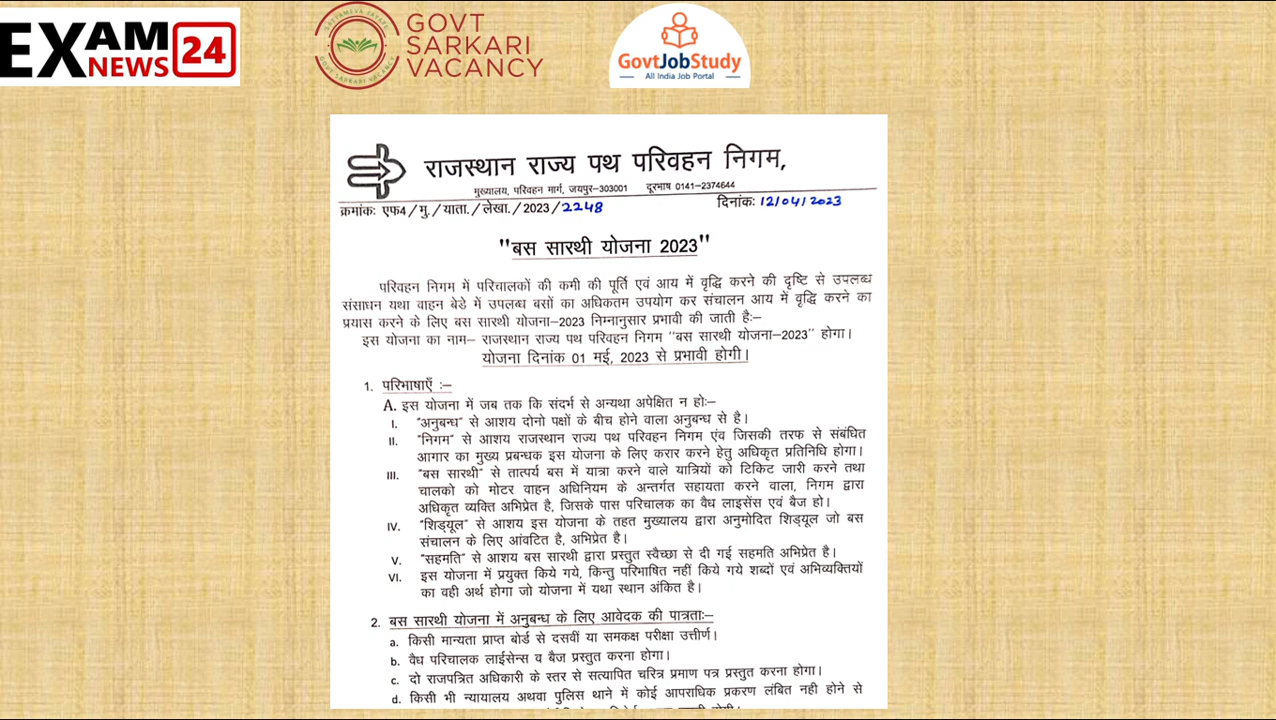 EXAM NEWS 24
GOVT
SARKARI
VACANCY
SATYAMEVA JAYATE
GOVT SARKARI VACANCY
GovtJobStudy
All India Job Portal
राजस्थान राज्य पथ परिवहन निगम,
मुख्यालय, परिवहन मार्ग, जयपुर–303001 दूरभाष 0141–2374644
क्रमांकः एफ4/मु./याता./लेखा./2023/2248 दिनांकः 12/04/2023
"बस सारथी योजना 2023"
परिवहन निगम में परिचालकों की कमी की पूर्ति एवं आय में वृद्धि करने की दृष्टि से उपलब्ध
संसाधन यथा वाहन बेडे में उपलब्ध बसों का अधिकतम उपयोग कर संचालन आय में वृद्धि करने का
प्रयास करने के लिए बस सारथी योजना–2023 निम्नानुसार प्रभावी की जाती हैः–
इस योजना का नाम– राजस्थान राज्य पथ परिवहन निगम "बस सारथी योजना–2023" होगा।
योजना दिनांक 01 मई, 2023 से प्रभावी होगी।
1. परिभाषाएँ :–
A. इस योजना में जब तक कि संदर्भ से अन्यथा अपेक्षित न हो:–
I. "अनुबन्ध" से आशय दोनो पक्षों के बीच होने वाला अनुबन्ध से है।
II. "निगम" से आशय राजस्थान राज्य पथ परिवहन निगम एंव जिसकी तरफ से संबंधित
आगार का मुख्य प्रबन्धक इस योजना के लिए करार करने हेतु अधिकृत प्रतिनिधि होगा।
III. "बस सारथी" से तात्पर्य बस में यात्रा करने वाले यात्रियों को टिकिट जारी करने तथा
चालको को मोटर वाहन अधिनियम के अन्तर्गत सहायता करने वाला, निगम द्वारा
अधिकृत व्यक्ति अभिप्रेत है, जिसके पास परिचालक का वैध लाइसेंस एवं बैज हो।
IV. "शिड्यूल" से आशय इस योजना के तहत मुख्यालय द्वारा अनुमोदित शिड्यूल जो बस
संचालन के लिए आंवटित है, अभिप्रेत है।
V. "सहमति" से आशय बस सारथी द्वारा प्रस्तुत स्वैच्छा से दी गई सहमति अभिप्रेत है।
VI. इस योजना में प्रयुक्त किये गये, किन्तु परिभाषित नहीं किये गये शब्दों एवं अभिव्यक्तियों
का वही अर्थ होगा जो योजना में यथा स्थान अंकित है।
2. बस सारथी योजना में अनुबन्ध के लिए आवेदक की पात्रताः–
a. किसी मान्यता प्राप्त बोर्ड से दसवीं या समकक्ष परीक्षा उत्तीर्ण।
b. वैध परिचालक लाईसेन्स व बैज प्रस्तुत करना होगा।
c. दो राजपत्रित अधिकारी के स्तर से सत्यापित चरित्र प्रमाण पत्र प्रस्तुत करना होगा।
d. किसी भी न्यायालय अथवा पुलिस थाने में कोई आपराधिक प्रकरण लंबित नही होने से